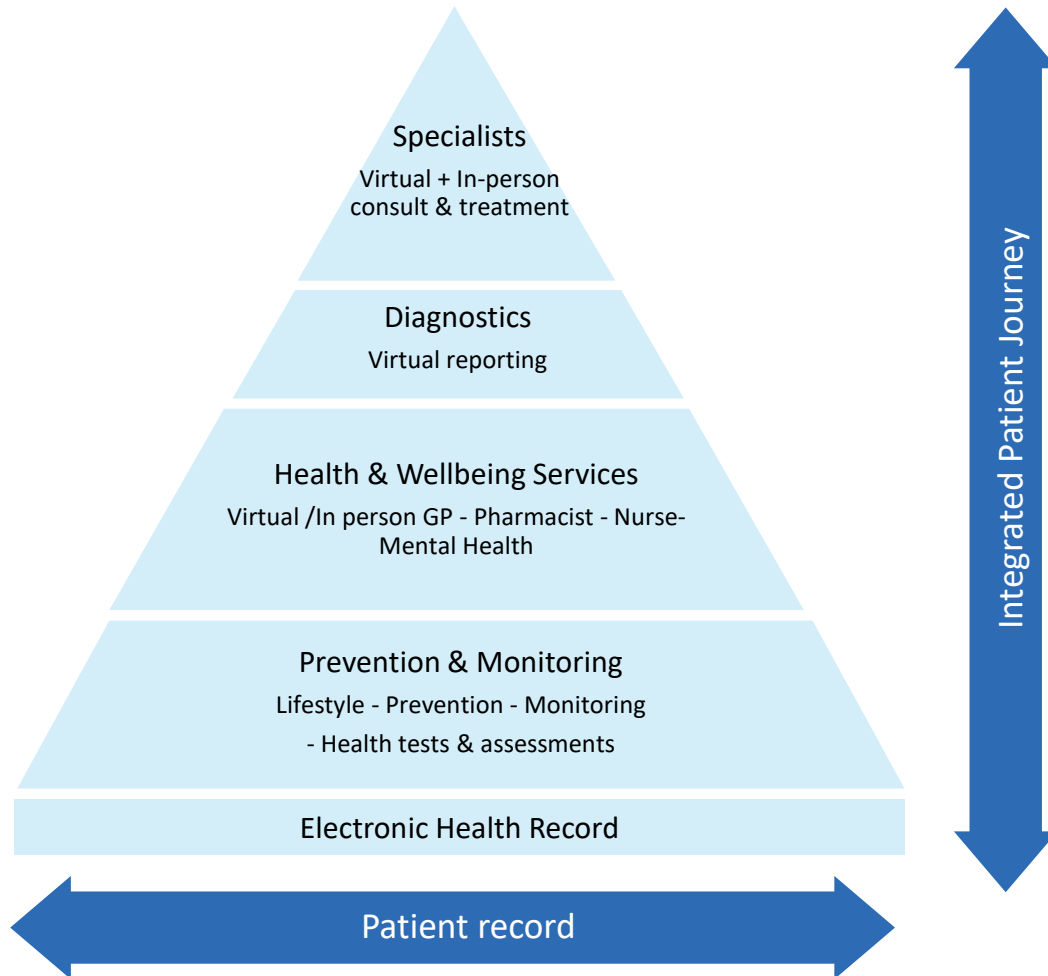 Specialists
Virtual + In-person
consult & treatment
Diagnostics
Virtual reporting
Health & Wellbeing Services
Virtual /In person GP - Pharmacist - Nurse-
Mental Health
Prevention & Monitoring
Lifestyle - Prevention - Monitoring
- Health tests & assessments
Electronic Health Record
Patient record
Integrated Patient Journey